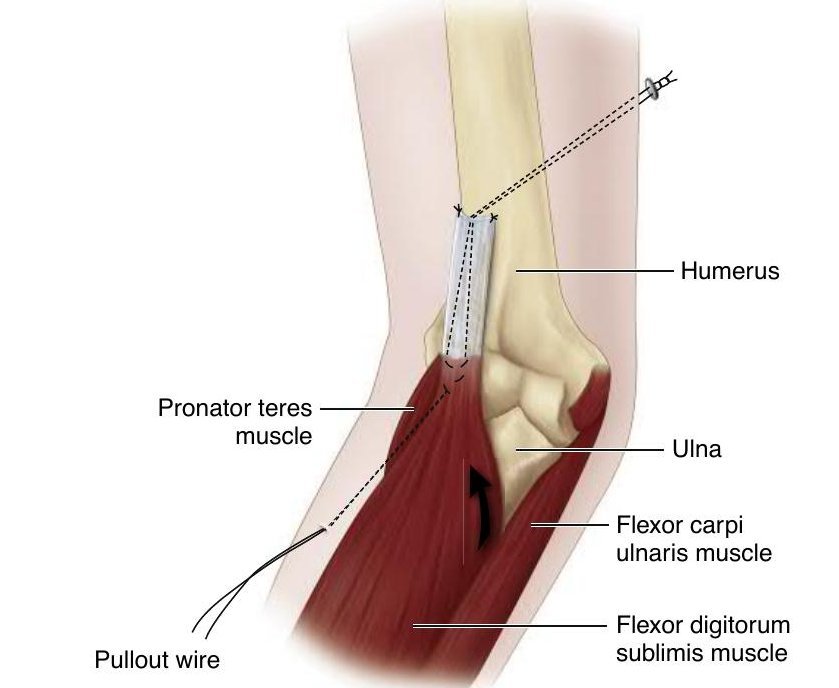 Humerus
Pronator teres
muscle
Ulna
Flexor carpi
ulnaris muscle
Flexor digitorum
sublimis muscle
Pullout wire